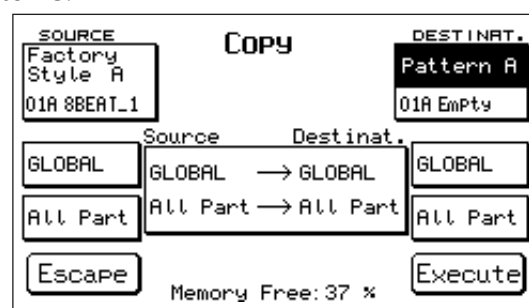 SOURCE
Copy
DESTINAT.
Factory
Style A
01A 8BEAT_1
Pattern A
01A Empty
Source Destinat.
GLOBAL
GLOBAL → GLOBAL
GLOBAL
All Part
All Part → All Part
All Part
Escape
Memory Free: 37 %
Execute